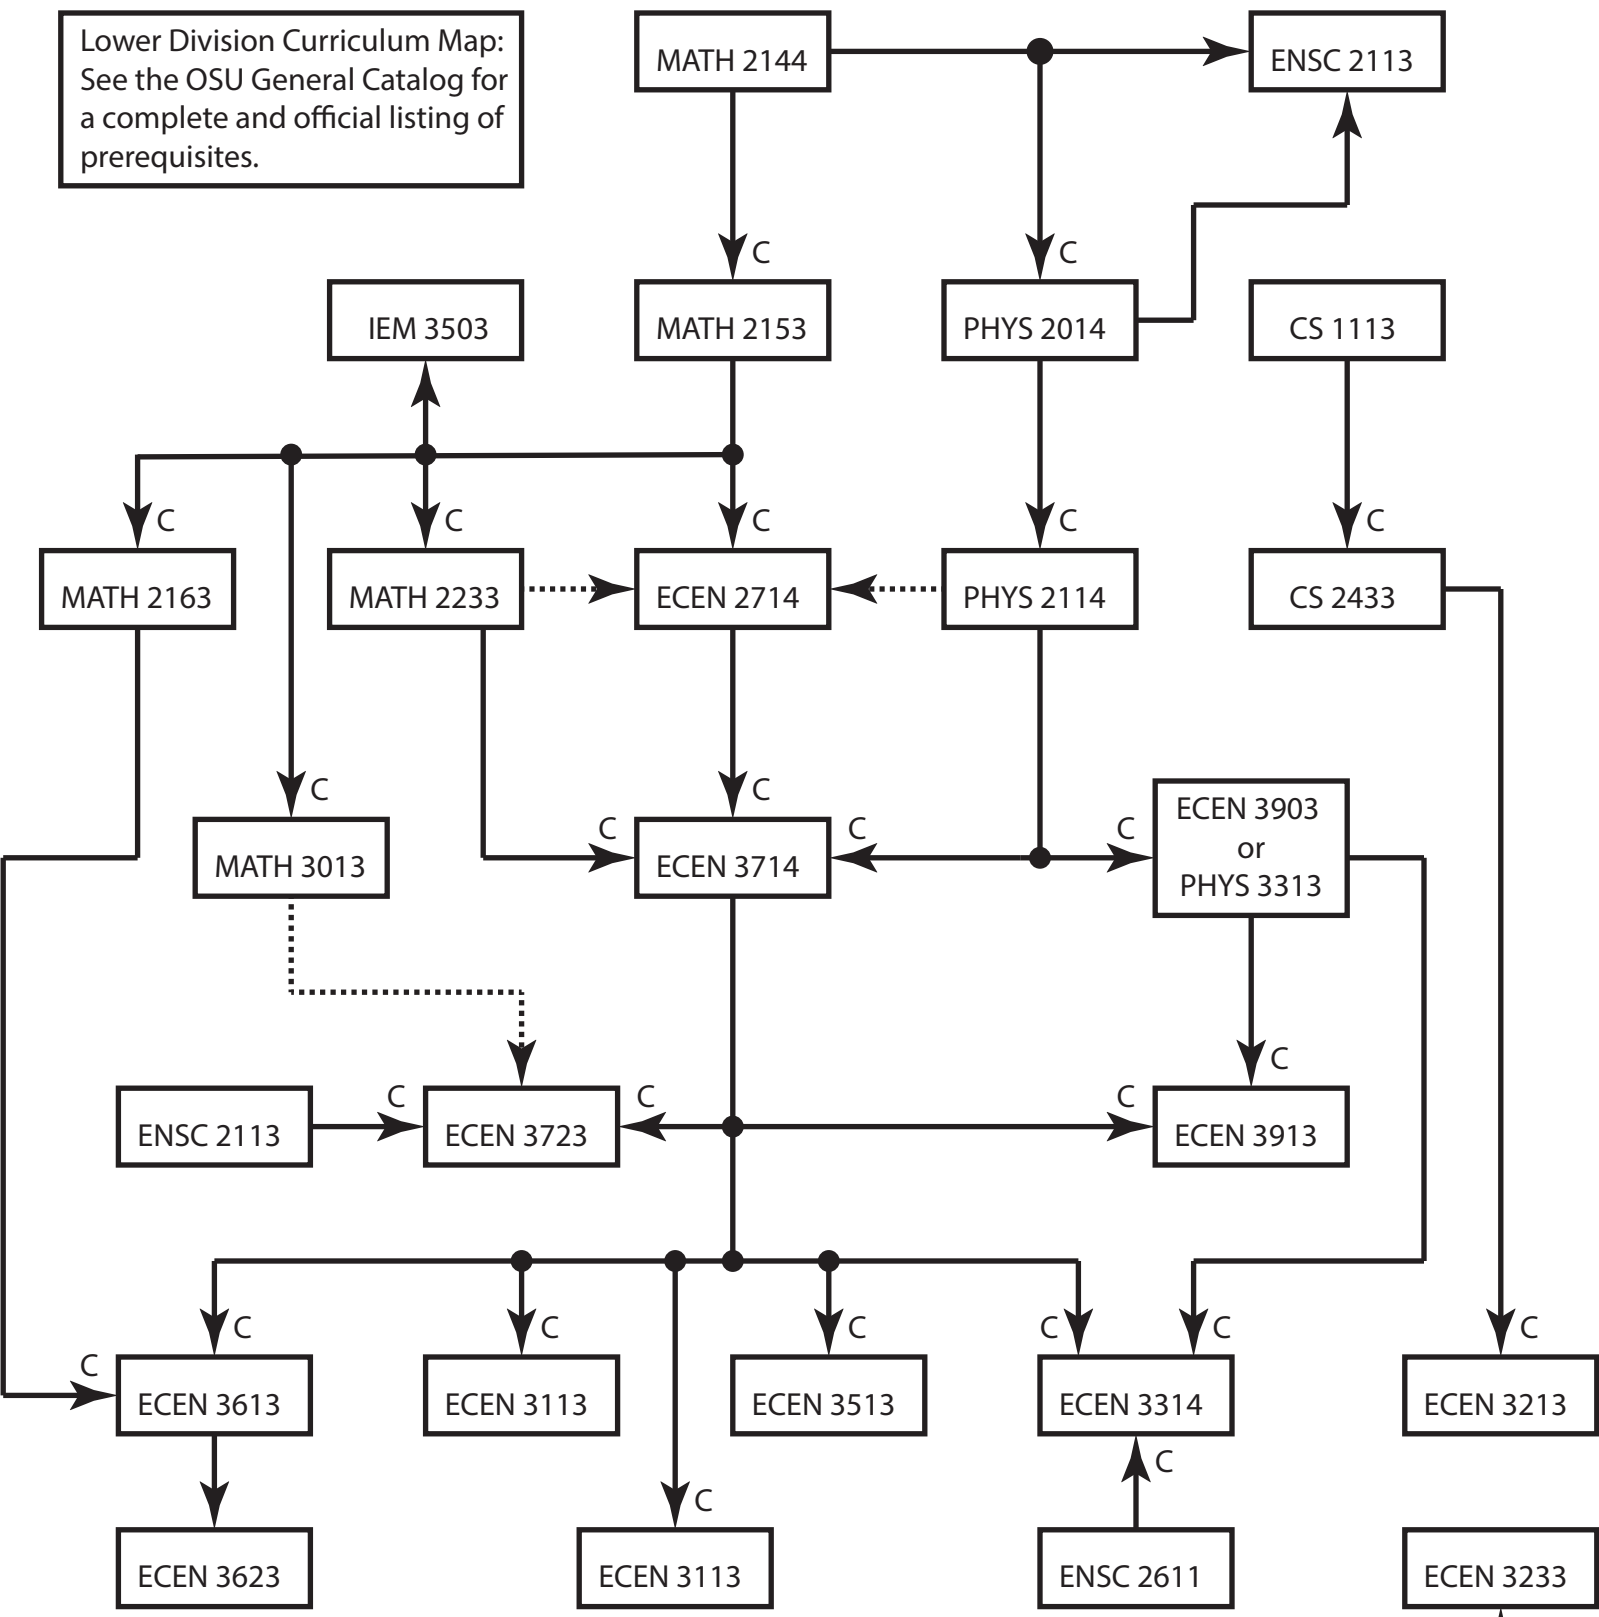 Lower Division Curriculum Map:
See the OSU General Catalog for
a complete and official listing of
prerequisites.
MATH 2144
ENSC 2113
C
C
IEM 3503
MATH 2153
PHYS 2014
CS 1113
C
C
C
C
C
MATH 2163
MATH 2233
ECEN 2714
PHYS 2114
CS 2433
C
C
C
C
C
MATH 3013
ECEN 3714
ECEN 3903
or
PHYS 3313
C
C
C
C
ENSC 2113
ECEN 3723
ECEN 3913
C
C
C
C
C
C
C
ECEN 3613
ECEN 3113
ECEN 3513
ECEN 3314
ECEN 3213
C
C
ECEN 3623
ECEN 3113
ENSC 2611
ECEN 3233